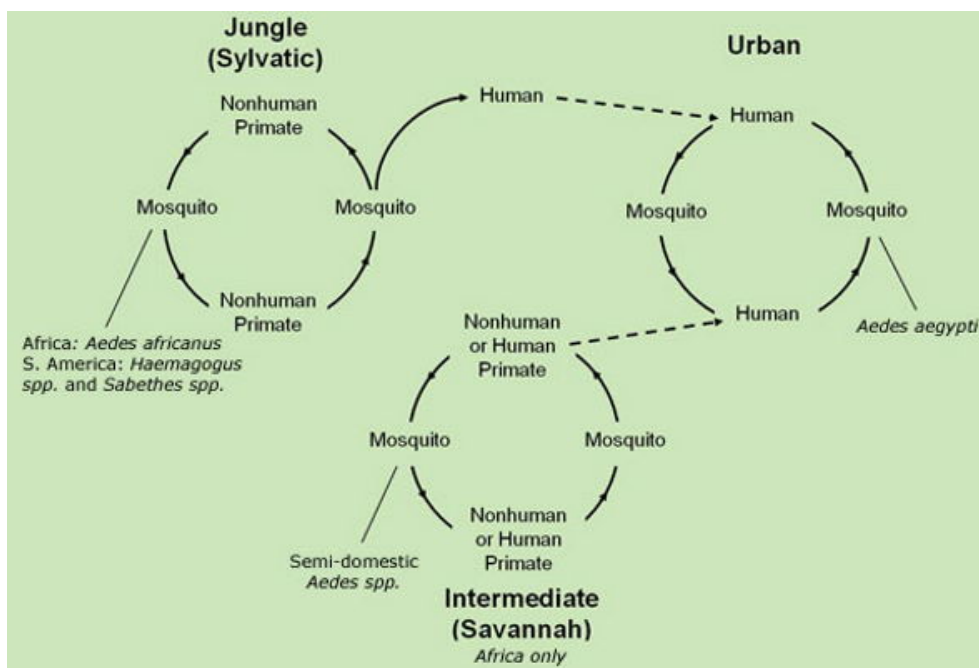 Jungle
(Sylvatic)
Urban
Human
Nonhuman
Primate
Human
Mosquito
Mosquito
Mosquito
Mosquito
Nonhuman
Primate
Human
Nonhuman
or Human
Primate
Aedes aegypti
Africa: Aedes africanus
S. America: Haemagogus
spp. and Sabethes spp.
Mosquito
Mosquito
Nonhuman
or Human
Primate
Semi-domestic
Aedes spp.
Intermediate
(Savannah)
Africa only